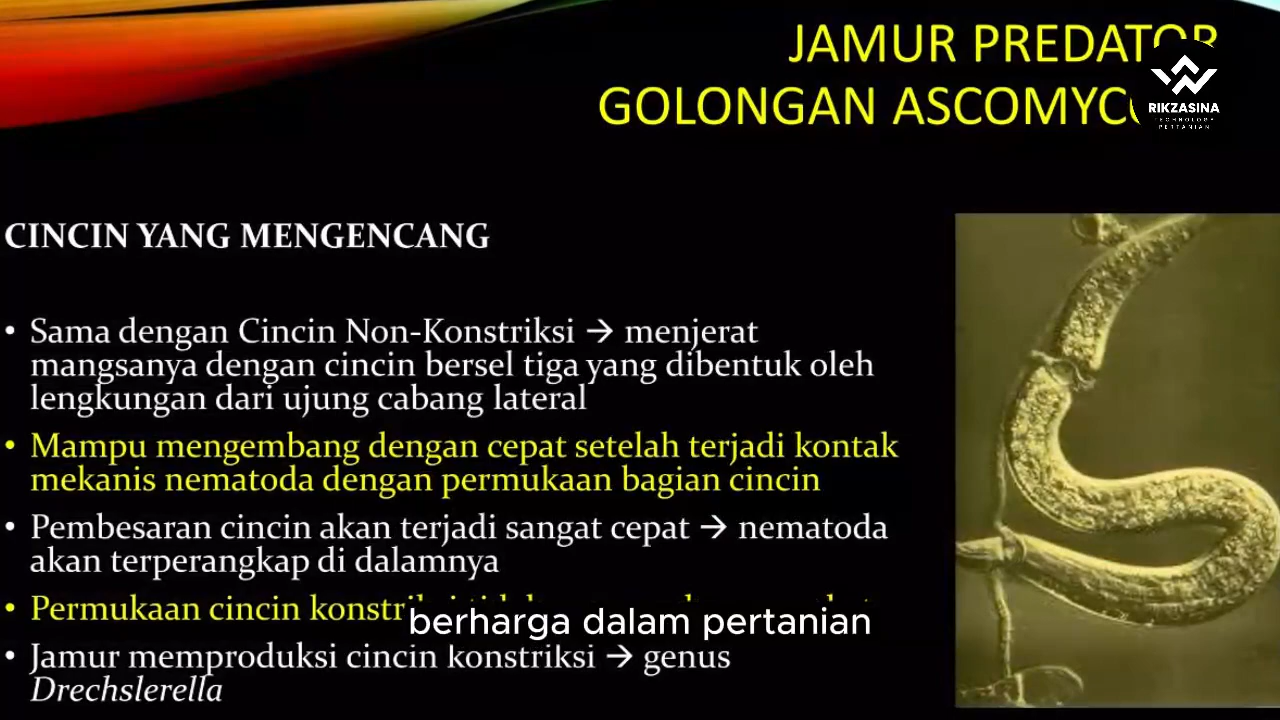 JAMUR PREDATOR
GOLONGAN
RIKZASINA
TECHNOLOGY
PERTANIAN
CINCIN YANG MENGENCANG
• Sama dengan Cincin Non-Konstriksi → menjerat
mangsanya dengan cincin bersel tiga yang dibentuk oleh
lengkungan dari ujung cabang lateral
• Mampu mengembang dengan cepat setelah terjadi kontak
mekanis nematoda dengan permukaan bagian cincin
• Pembesaran cincin akan terjadi sangat cepat → nematoda
akan terperangkap di dalamnya
• Permukaan cincin
berharga dalam pertanian
• Jamur memproduksi cincin konstriksi → genus
Drechslerella